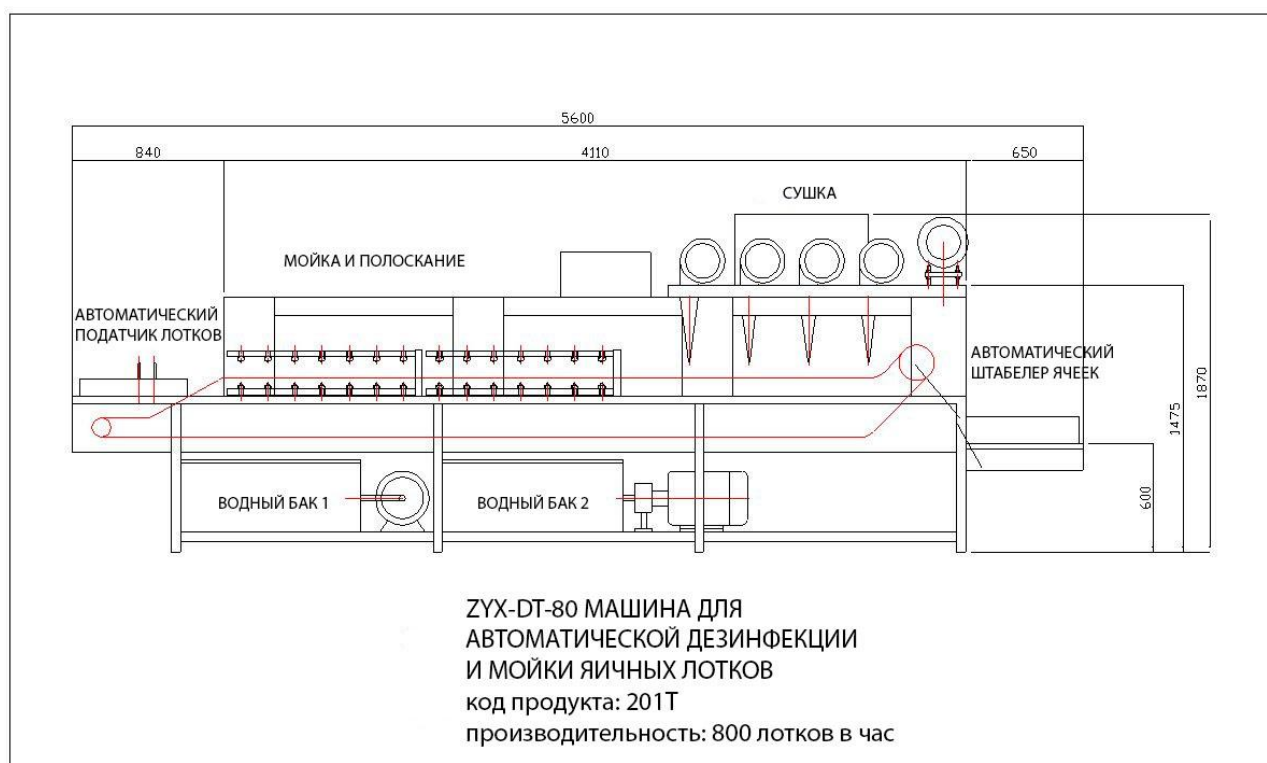 5600
840
4110
650
СУШКА
МОЙКА И ПОЛОСКАНИЕ
АВТОМАТИЧЕСКИЙ
ПОДАТЧИК ЛОТКОВ
АВТОМАТИЧЕСКИЙ
ШТАБЕЛЕР ЯЧЕЕК
1870
1475
600
ВОДНЫЙ БАК 1
ВОДНЫЙ БАК 2
ZYX-DT-80 МАШИНА ДЛЯ
АВТОМАТИЧЕСКОЙ ДЕЗИНФЕКЦИИ
И МОЙКИ ЯИЧНЫХ ЛОТКОВ
код продукта: 201T
производительность: 800 лотков в час